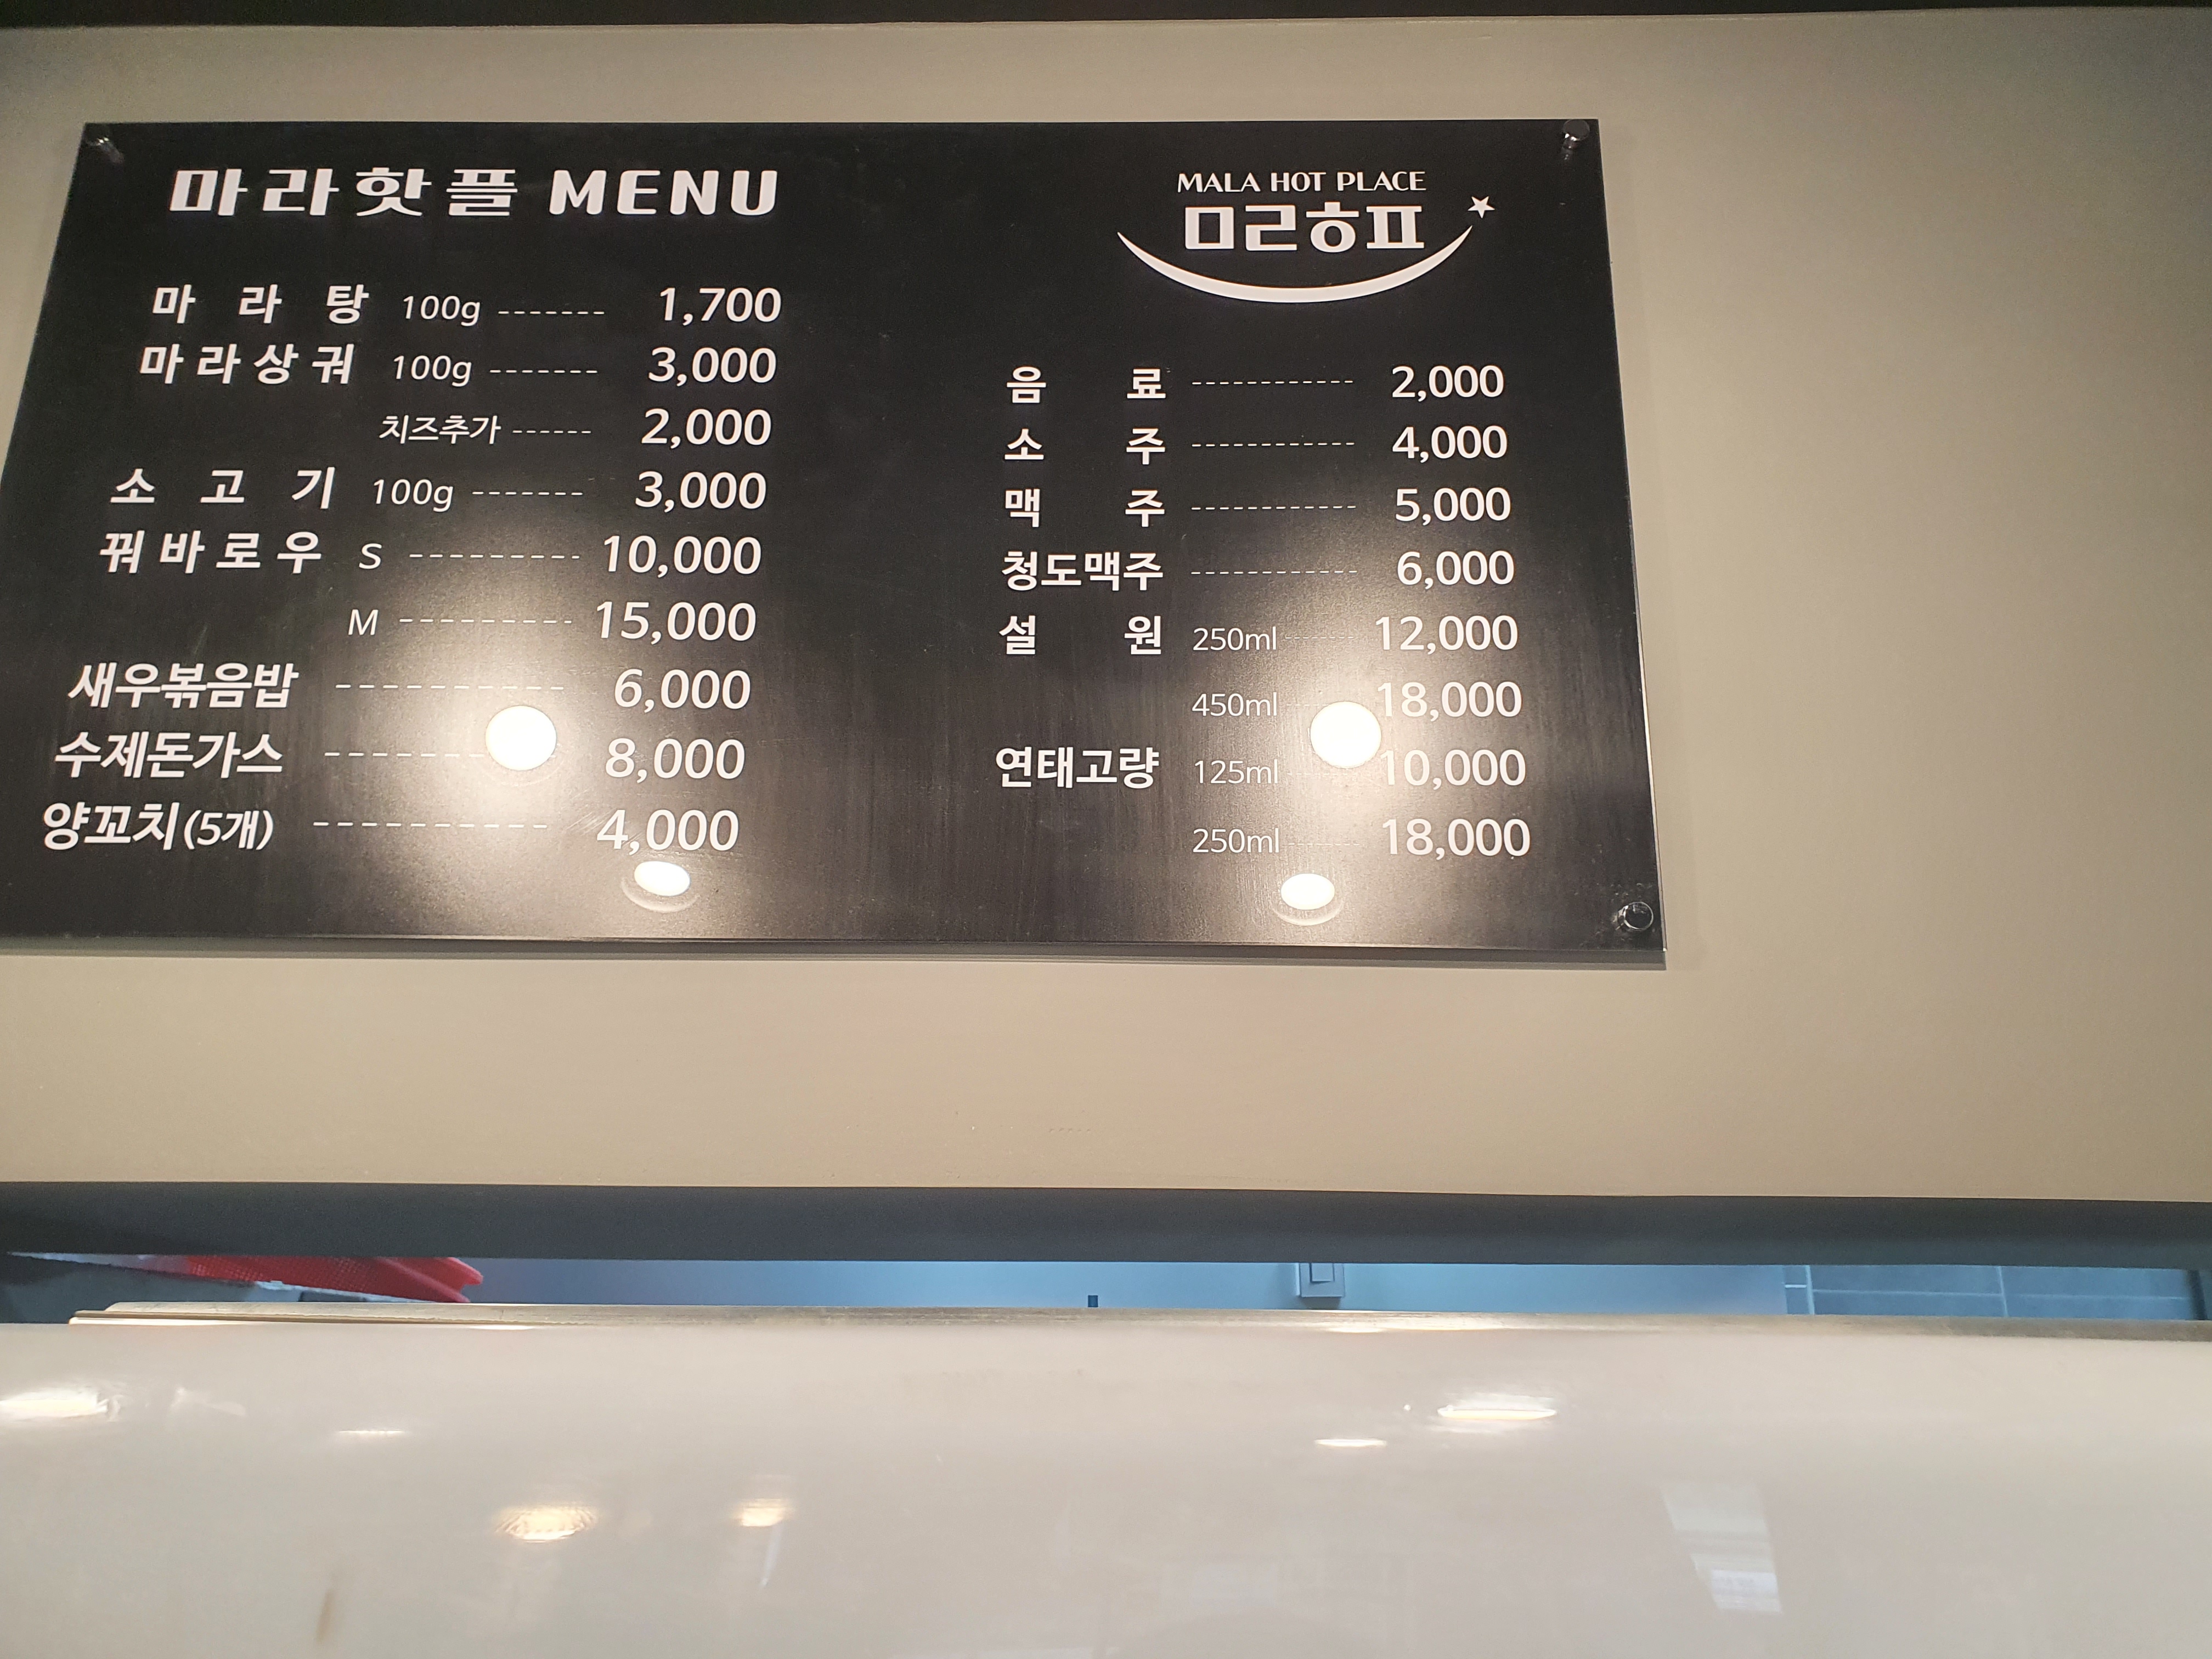 마라핫플 MENU
마라탕 100g ------- 1,700
마라상궈 100g ------- 3,000
치즈추가 ------ 2,000
소고기 100g ------- 3,000
꿔바로우 S --------- 10,000
M --------- 15,000
새우볶음밥 ---------- 6,000
수제돈가스 ---------- 8,000
양꼬치(5개) ---------- 4,000
MALA HOT PLACE
ㅁㄹㅎㅍ
음료 ------------ 2,000
소주 ------------ 4,000
맥주 ------------ 5,000
청도맥주 ------------ 6,000
설원 250ml ------ 12,000
450ml ------ 18,000
연태고량 125ml ------ 10,000
250ml ------ 18,000